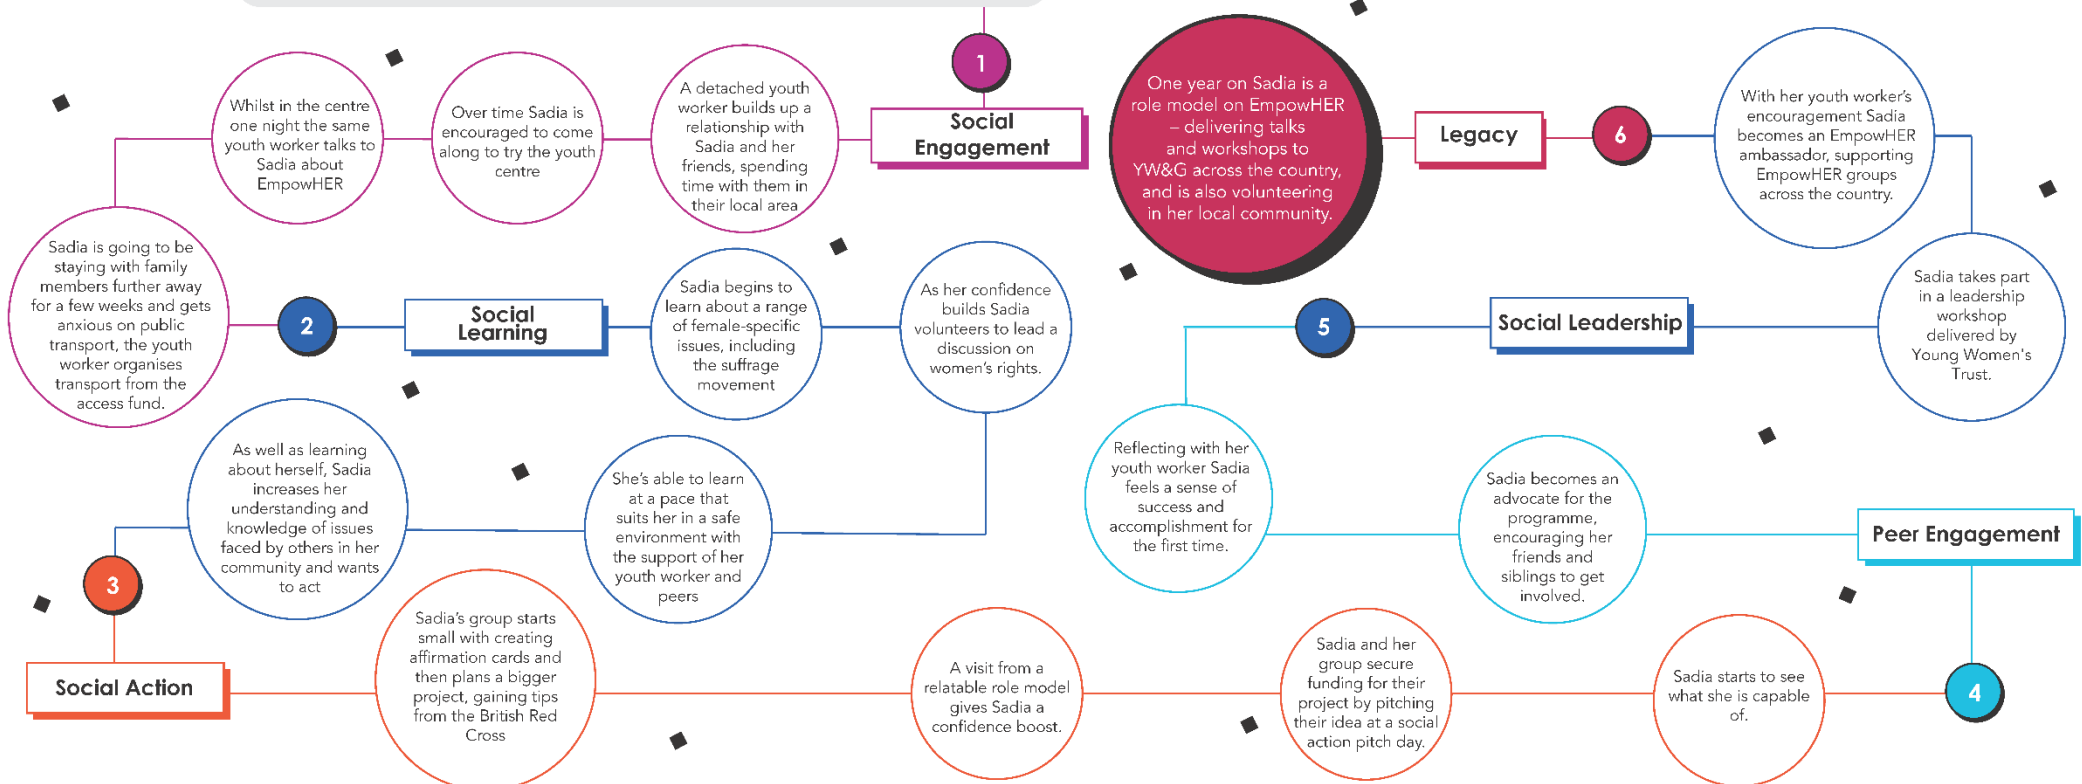 1
Social
Engagement
A detached youth
worker builds up a
relationship with
Sadia and her
friends, spending
time with them in
their local area
Over time Sadia is
encouraged to come
along to try the youth
centre
Whilst in the centre
one night the same
youth worker talks to
Sadia about
EmpowHER
Sadia is going to be
staying with family
members further away
for a few weeks and gets
anxious on public
transport, the youth
worker organises
transport from the
access fund.
2
Social
Learning
Sadia begins to
learn about a range
of female-specific
issues, including
the suffrage
movement
As her confidence
builds Sadia
volunteers to lead a
discussion on
women's rights.
She's able to learn
at a pace that
suits her in a safe
environment with
the support of her
youth worker and
peers
As well as learning
about herself, Sadia
increases her
understanding and
knowledge of issues
faced by others in her
community and wants
to act
3
Social Action
Sadia's group starts
small with creating
affirmation cards and
then plans a bigger
project, gaining tips
from the British Red
Cross
A visit from a
relatable role model
gives Sadia a
confidence boost.
Sadia and her
group secure
funding for their
project by pitching
their idea at a social
action pitch day.
Sadia starts to see
what she is capable
of.
4
Peer Engagement
Sadia becomes an
advocate for the
programme,
encouraging her
friends and
siblings to get
involved.
Reflecting with her
youth worker Sadia
feels a sense of
success and
accomplishment for
the first time.
5
Social Leadership
Sadia takes part
in a leadership
workshop
delivered by
Young Women's
Trust.
With her youth worker's
encouragement Sadia
becomes an EmpowHER
ambassador, supporting
EmpowHER groups
across the country.
6
Legacy
One year on Sadia is a
role model on EmpowHER
– delivering talks
and workshops to
YW&G across the country,
and is also volunteering
in her local community.